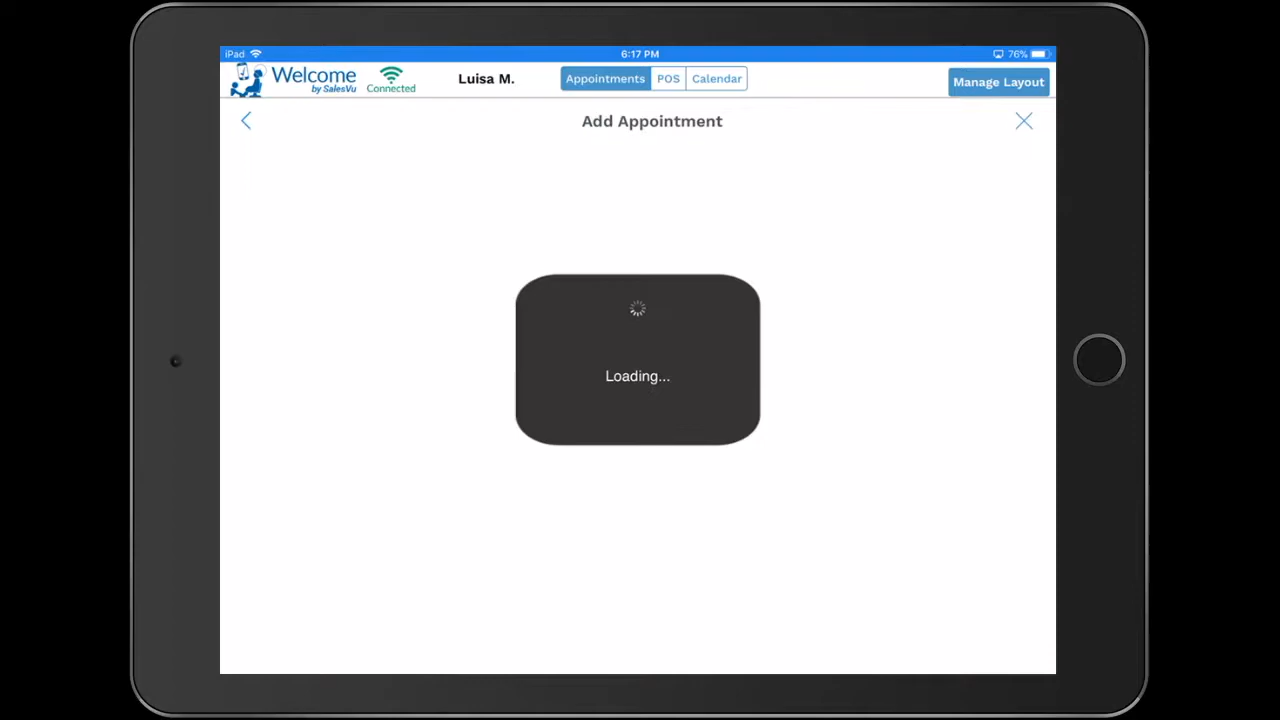 iPad 6:17 PM 76%
Welcome by SalesVu Connected Luisa M. Appointments POS Calendar Manage Layout
Add Appointment
Loading...